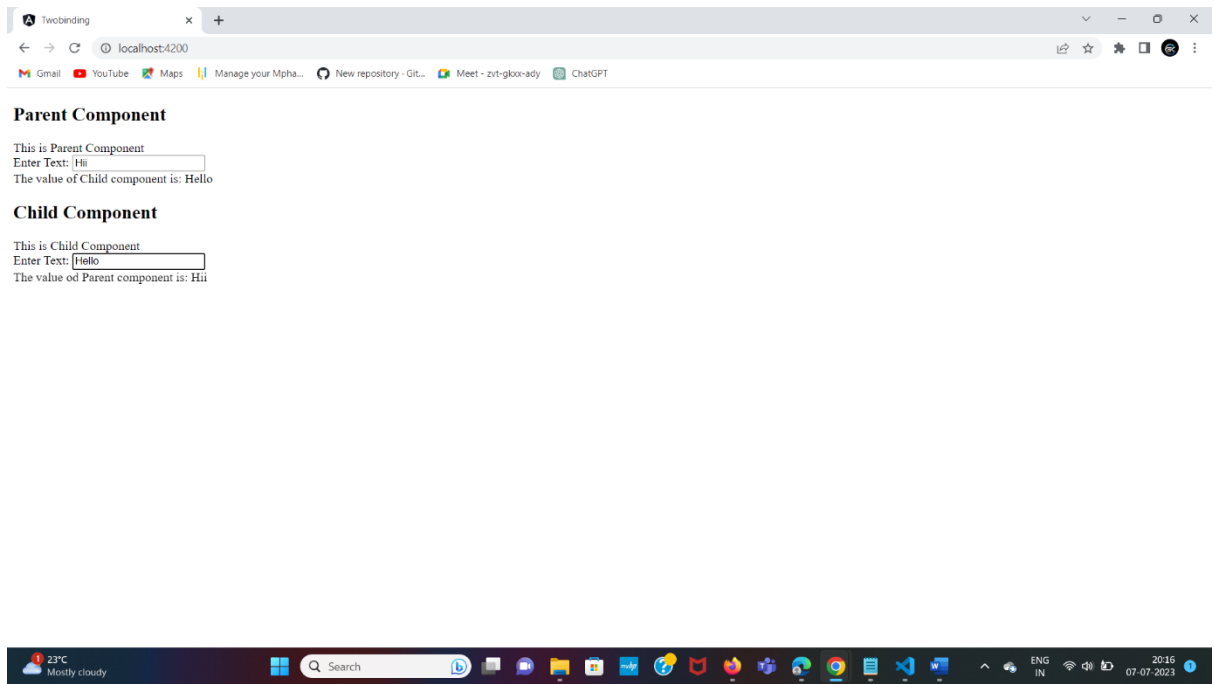 Twobinding
localhost:4200
Gmail YouTube Maps Manage your Mpha... New repository · Git... Meet - zvt-gkxx-ady ChatGPT
Parent Component
This is Parent Component
Enter Text: Hii
The value of Child component is: Hello
Child Component
This is Child Component
Enter Text: Hello
The value od Parent component is: Hii
1 23°C
Mostly cloudy
Search
ENG
IN
20:16
07-07-2023
1